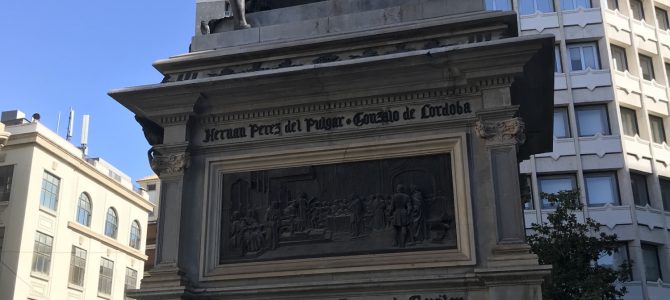 Hernan Perez del Pulgar • Gonzalo de Cordoba